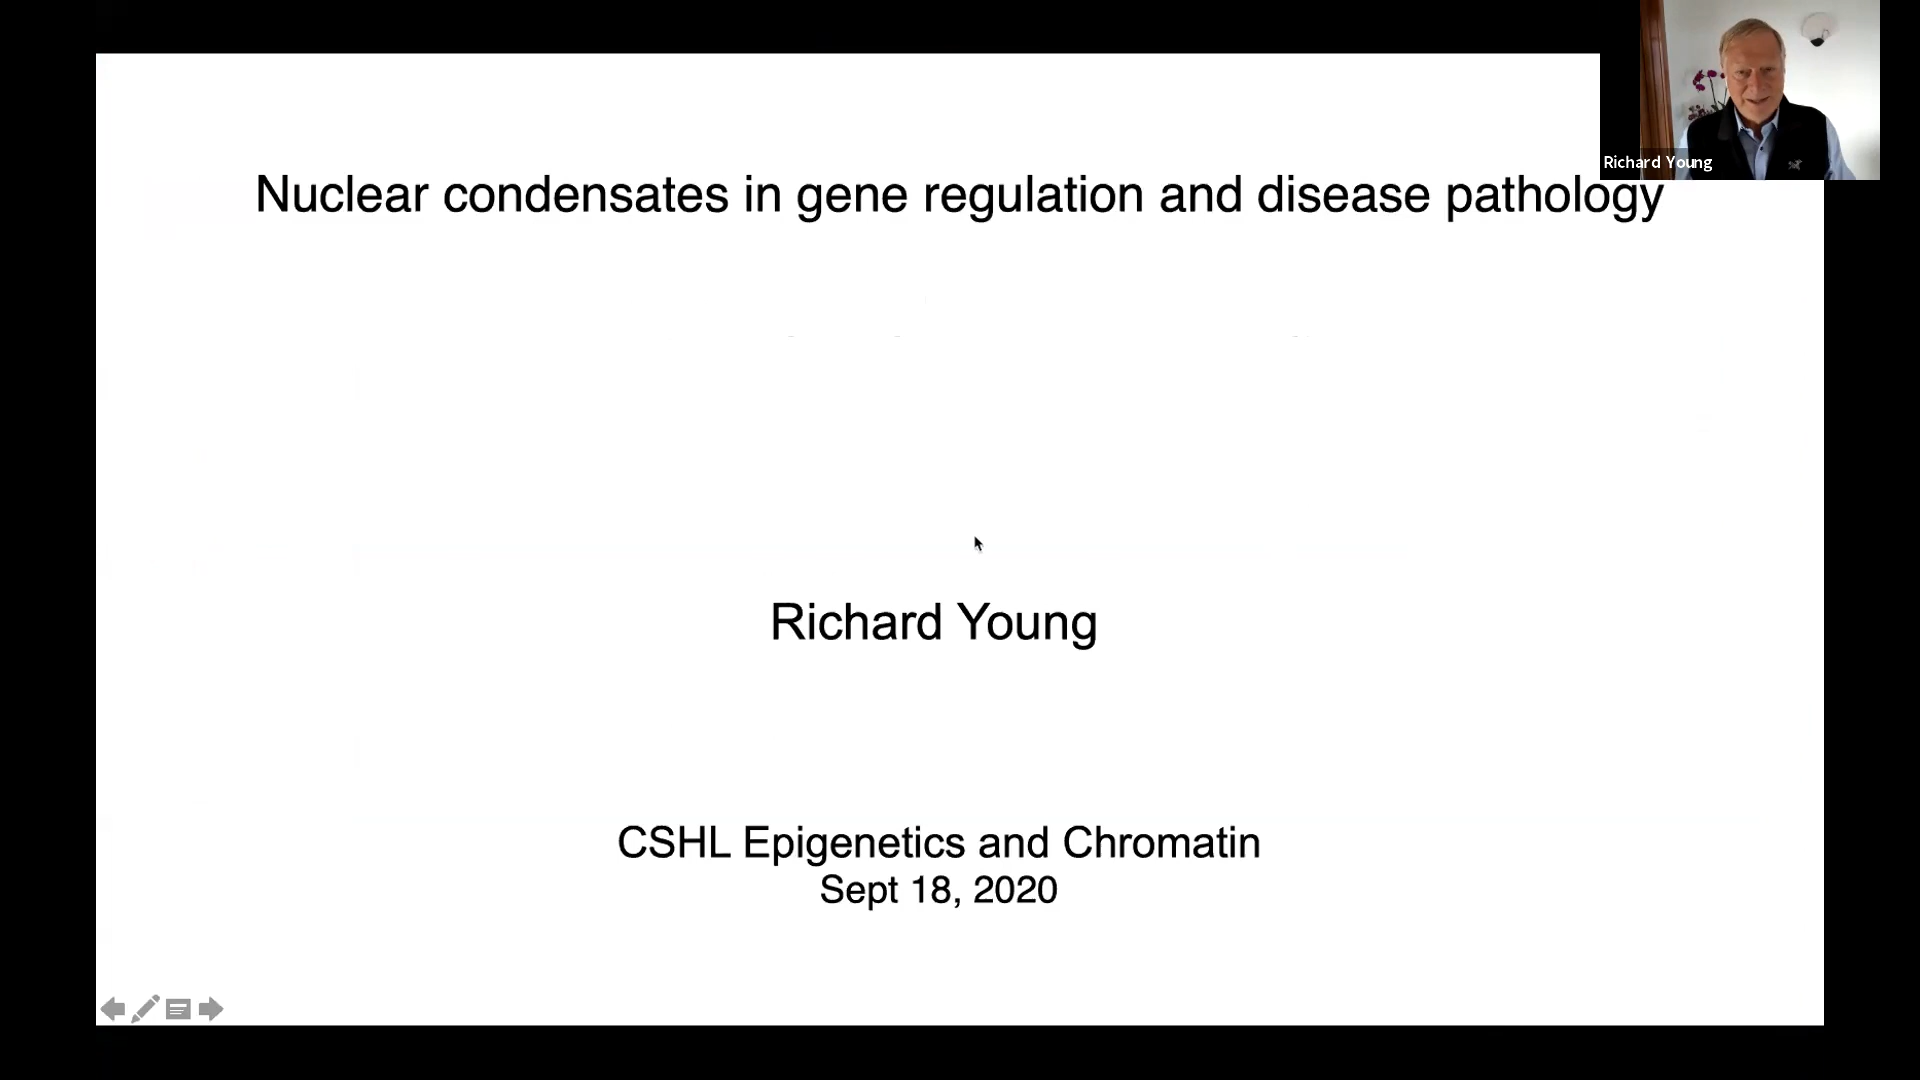 Nuclear condensates in gene regulation and disease pathology
Richard Young
Richard Young
CSHL Epigenetics and Chromatin
Sept 18, 2020